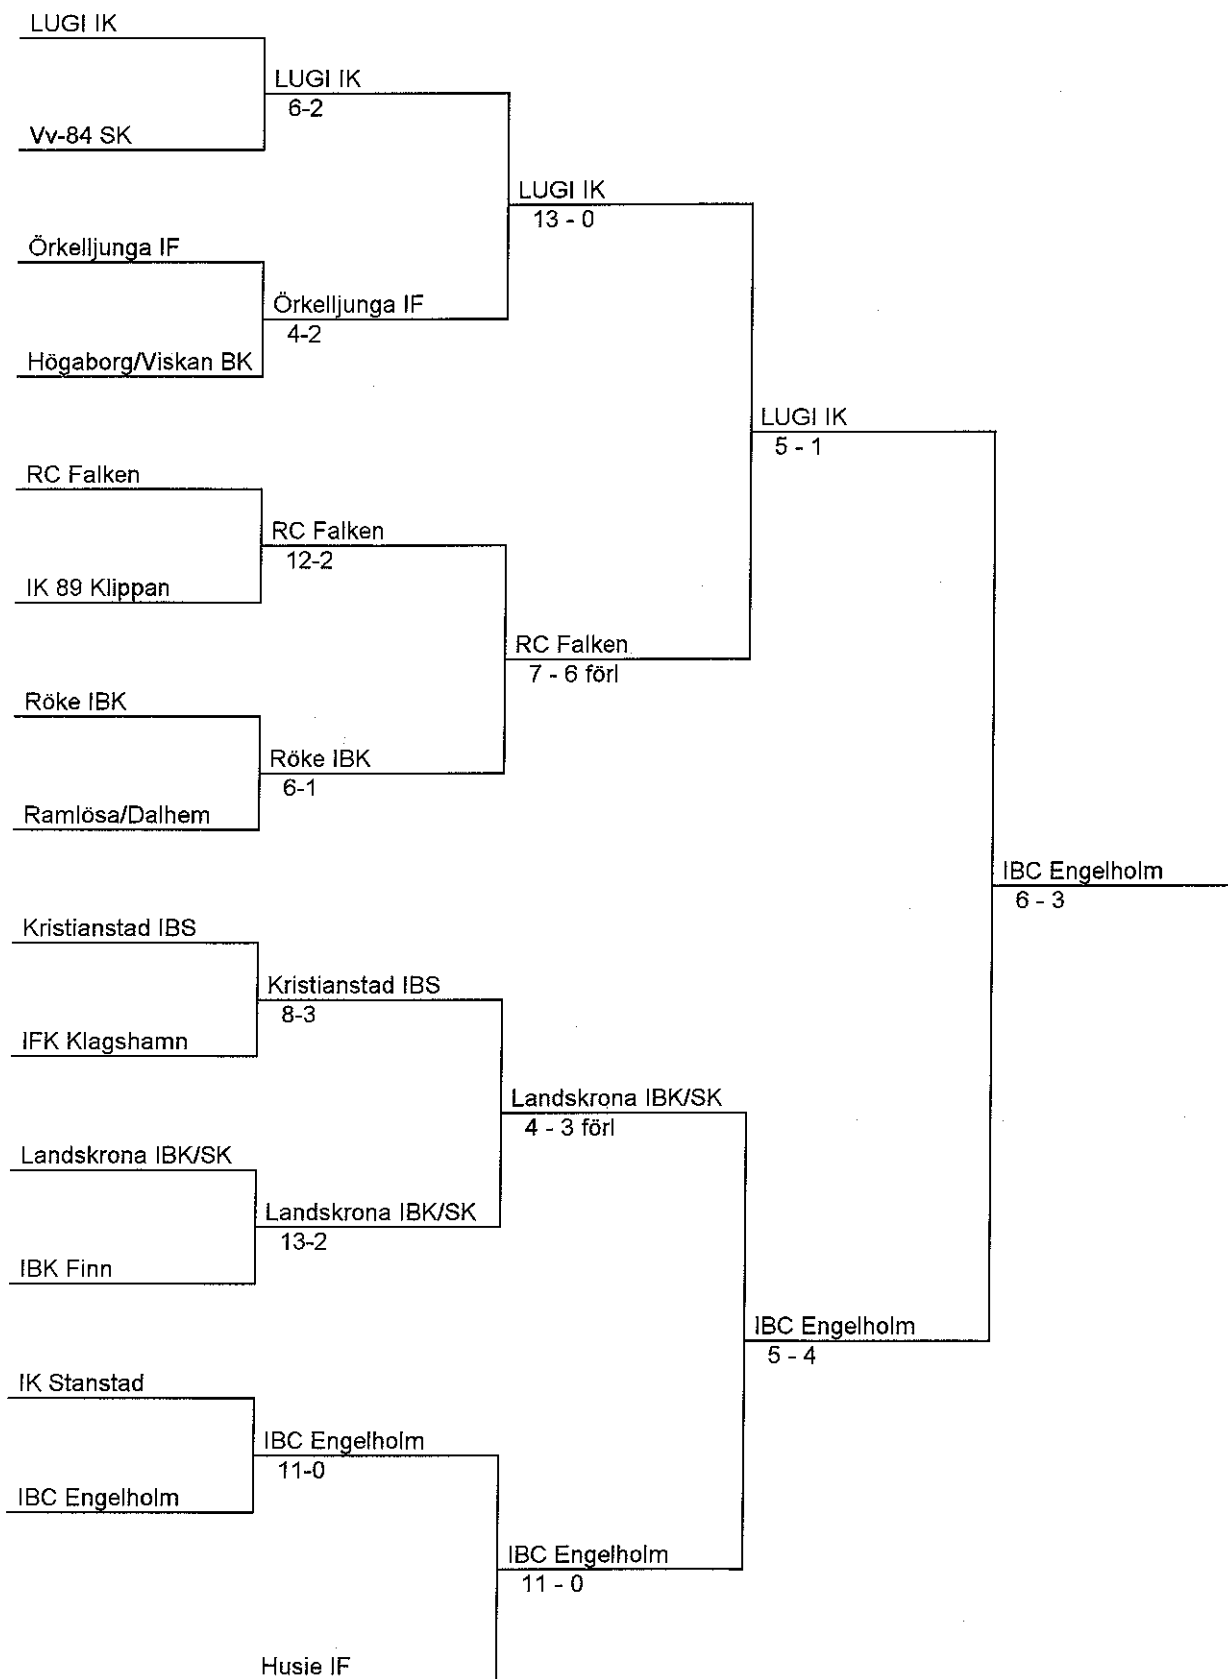 LUGI IK
LUGI IK
6-2
Vv-84 SK
LUGI IK
13 - 0
Örkelljunga IF
Örkelljunga IF
4-2
Högaborg/Viskan BK
LUGI IK
5 - 1
RC Falken
RC Falken
12-2
IK 89 Klippan
RC Falken
7 - 6 förl
Röke IBK
Röke IBK
6-1
Ramlösa/Dalhem
IBC Engelholm
6 - 3
Kristianstad IBS
Kristianstad IBS
8-3
IFK Klagshamn
Landskrona IBK/SK
4 - 3 förl
Landskrona IBK/SK
Landskrona IBK/SK
13-2
IBK Finn
IBC Engelholm
5 - 4
IK Stanstad
IBC Engelholm
11-0
IBC Engelholm
IBC Engelholm
11 - 0
Husie IF